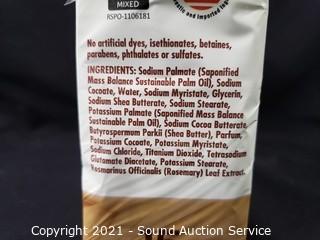 MIXED
RSPO-1106181
and Imported Ingr
No artificial dyes, isethionates, betaines,
parabens, phthalates or sulfates.
INGREDIENTS: Sodium Palmate (Saponified
Mass Balance Sustainable Palm Oil), Sodium
Cocoate, Water, Sodium Myristate, Glycerin,
Sodium Shea Butterate, Sodium Stearate,
Potassium Palmate (Saponified Mass Balance
Sustainable Palm Oil), Sodium Cocoa Butterate,
Butyrospermum Parkii (Shea Butter), Parfum,
Potassium Cocoate, Potassium Myristate,
Sodium Chloride, Titanium Dioxide, Tetrasodium
Glutamate Diacetate, Potassium Stearate,
Rosmarinus Officinalis (Rosemary) Leaf Extract.
Copyright 2021 - Sound Auction Service